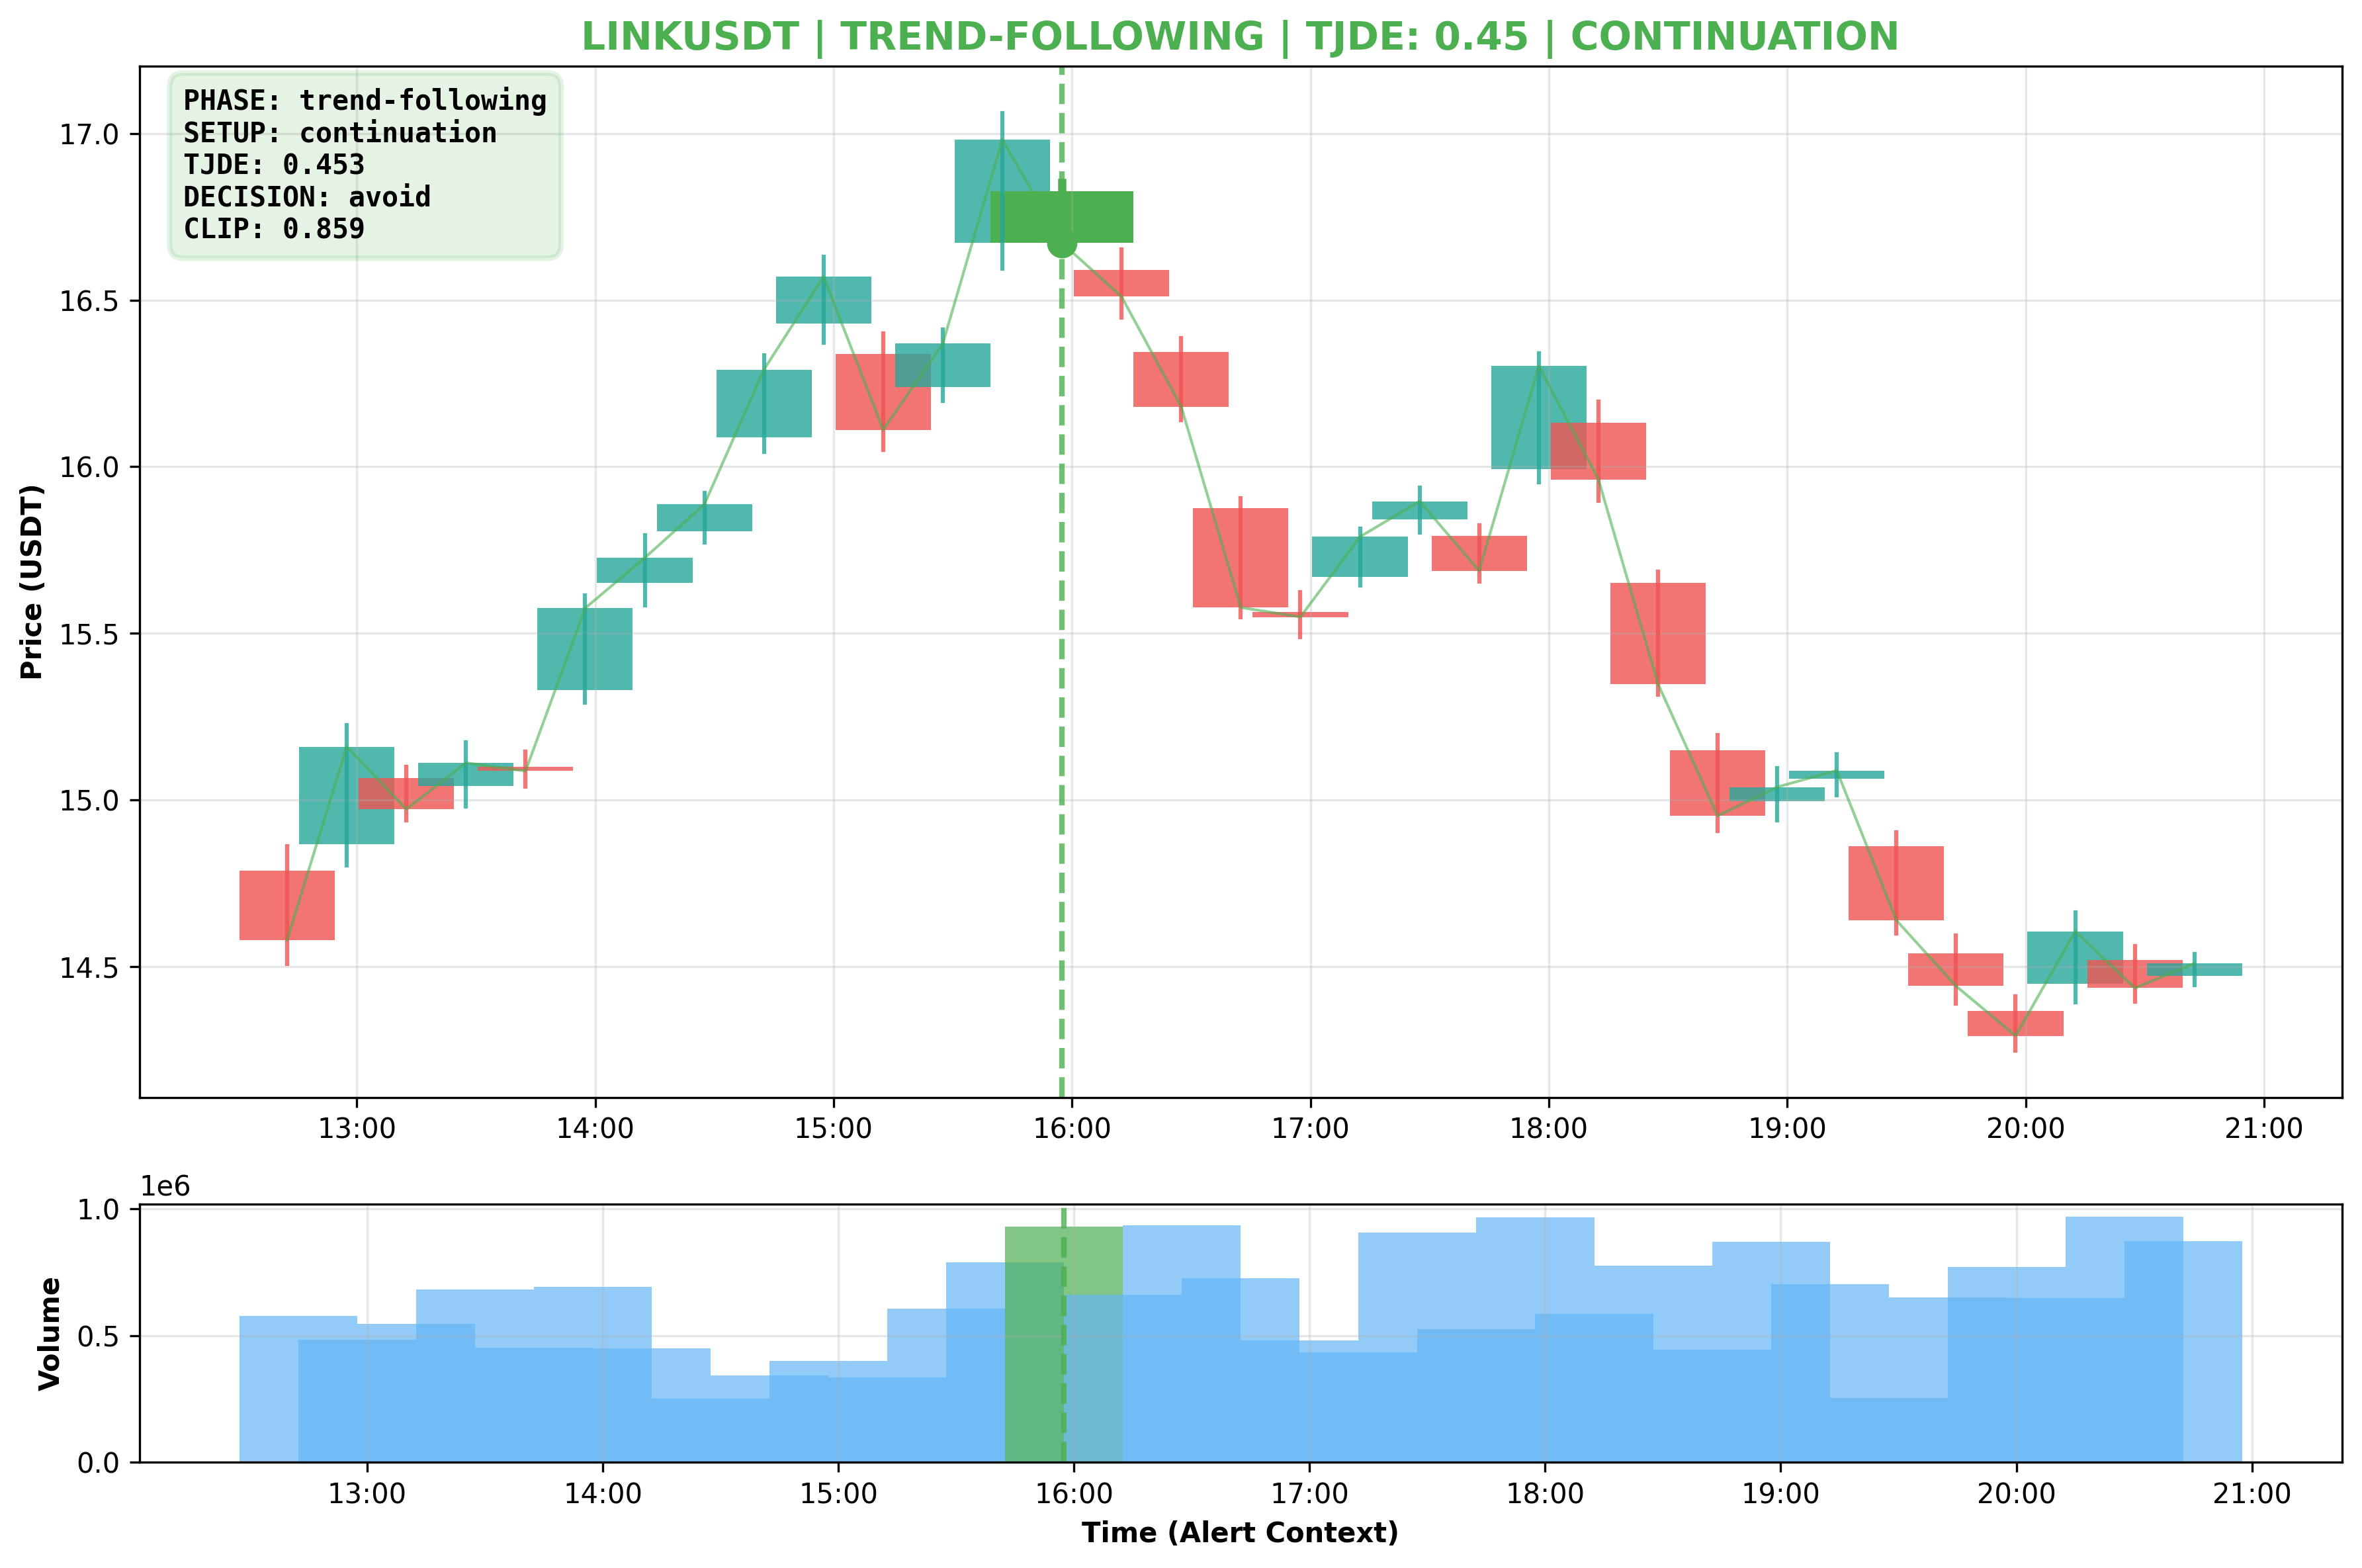 LINKUSDT | TREND-FOLLOWING | TJDE: 0.45 | CONTINUATION
PHASE: trend-following
SETUP: continuation
TJDE: 0.453
DECISION: avoid
CLIP: 0.859
Price (USDT)
17.0
16.5
16.0
15.5
15.0
14.5
13:00 14:00 15:00 16:00 17:00 18:00 19:00 20:00 21:00
1e6
Volume
1.0
0.5
0.0
13:00 14:00 15:00 16:00 17:00 18:00 19:00 20:00 21:00
Time (Alert Context)